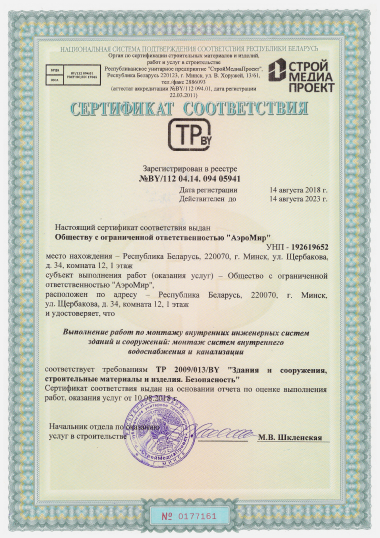 НАЦИОНАЛЬНАЯ СИСТЕМА ПОДТВЕРЖДЕНИЯ СООТВЕТСТВИЯ РЕСПУБЛИКИ БЕЛАРУСЬ
Орган по сертификации строительных материалов и изделий,
работ и услуг в строительстве
Республиканское унитарное предприятие "СтройМедиаПроект",
Республика Беларусь 220123, г. Минск, ул. В. Хоружей, 13/61,
тел./факс 2886093
(аттестат аккредитации №BY/112 094.01, дата регистрации
22.03.2011)
СТРОЙ
МЕДИА
ПРОЕКТ
СЕРТИФИКАТ СООТВЕТСТВИЯ
ТР BY
Зарегистрирован в реестре
№BY/112 04.14. 094 05941
Дата регистрации 14 августа 2018 г.
Действителен до 14 августа 2023 г.
Настоящий сертификат соответствия выдан
Обществу с ограниченной ответственностью "АэроМир"
УНП - 192619652
место нахождения – Республика Беларусь, 220070, г. Минск, ул. Щербакова,
д. 34, комната 12, 1 этаж
субъект выполнения работ (оказания услуг) – Общество с ограниченной
ответственностью "АэроМир",
расположен по адресу – Республика Беларусь, 220070, г. Минск,
ул. Щербакова, д. 34, комната 12, 1 этаж
и удостоверяет, что
Выполнение работ по монтажу внутренних инженерных систем
зданий и сооружений: монтаж систем внутреннего
водоснабжения и канализации
соответствует требованиям ТР 2009/013/BY "Здания и сооружения,
строительные материалы и изделия. Безопасность"
Сертификат соответствия выдан на основании отчета по оценке выполнения
работ, оказания услуг от 10.08.2018 г.
Начальник отдела по
услуг в строительстве
М.В. Шкленская
№ 0177161